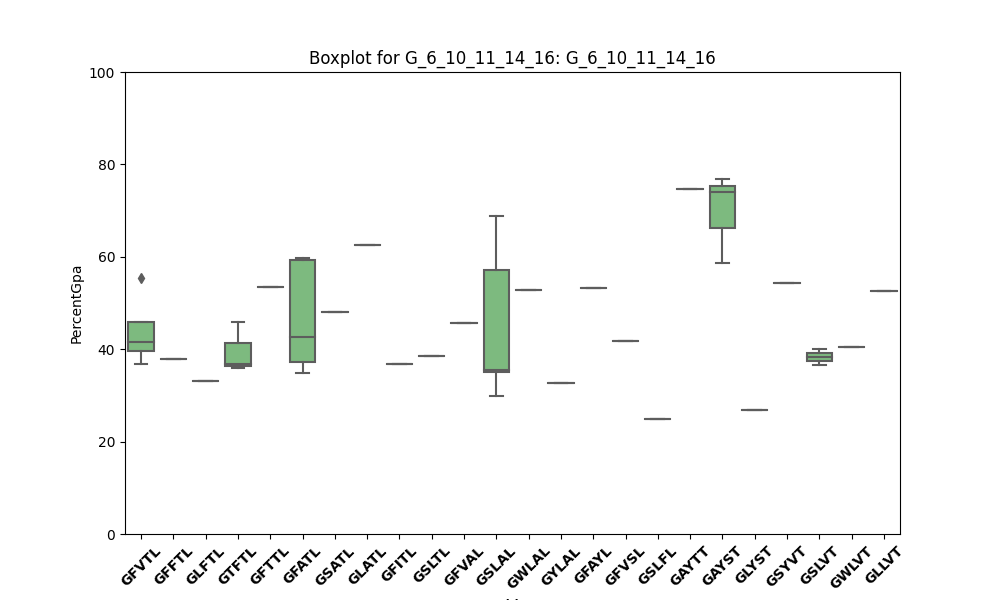 Boxplot for G_6_10_11_14_16: G_6_10_11_14_16
100
80
60
40
20
0
PercentGpa
GFVTL
GFFTL
GLFTL
GTFTL
GFTTL
GFATL
GSATL
GLATL
GFITL
GSLTL
GFVAL
GSLAL
GWLAL
GYLAL
GFAYL
GFVSL
GSLFL
GAYTT
GAYST
GLYST
GSYVT
GSLVT
GWLVT
GLLVT